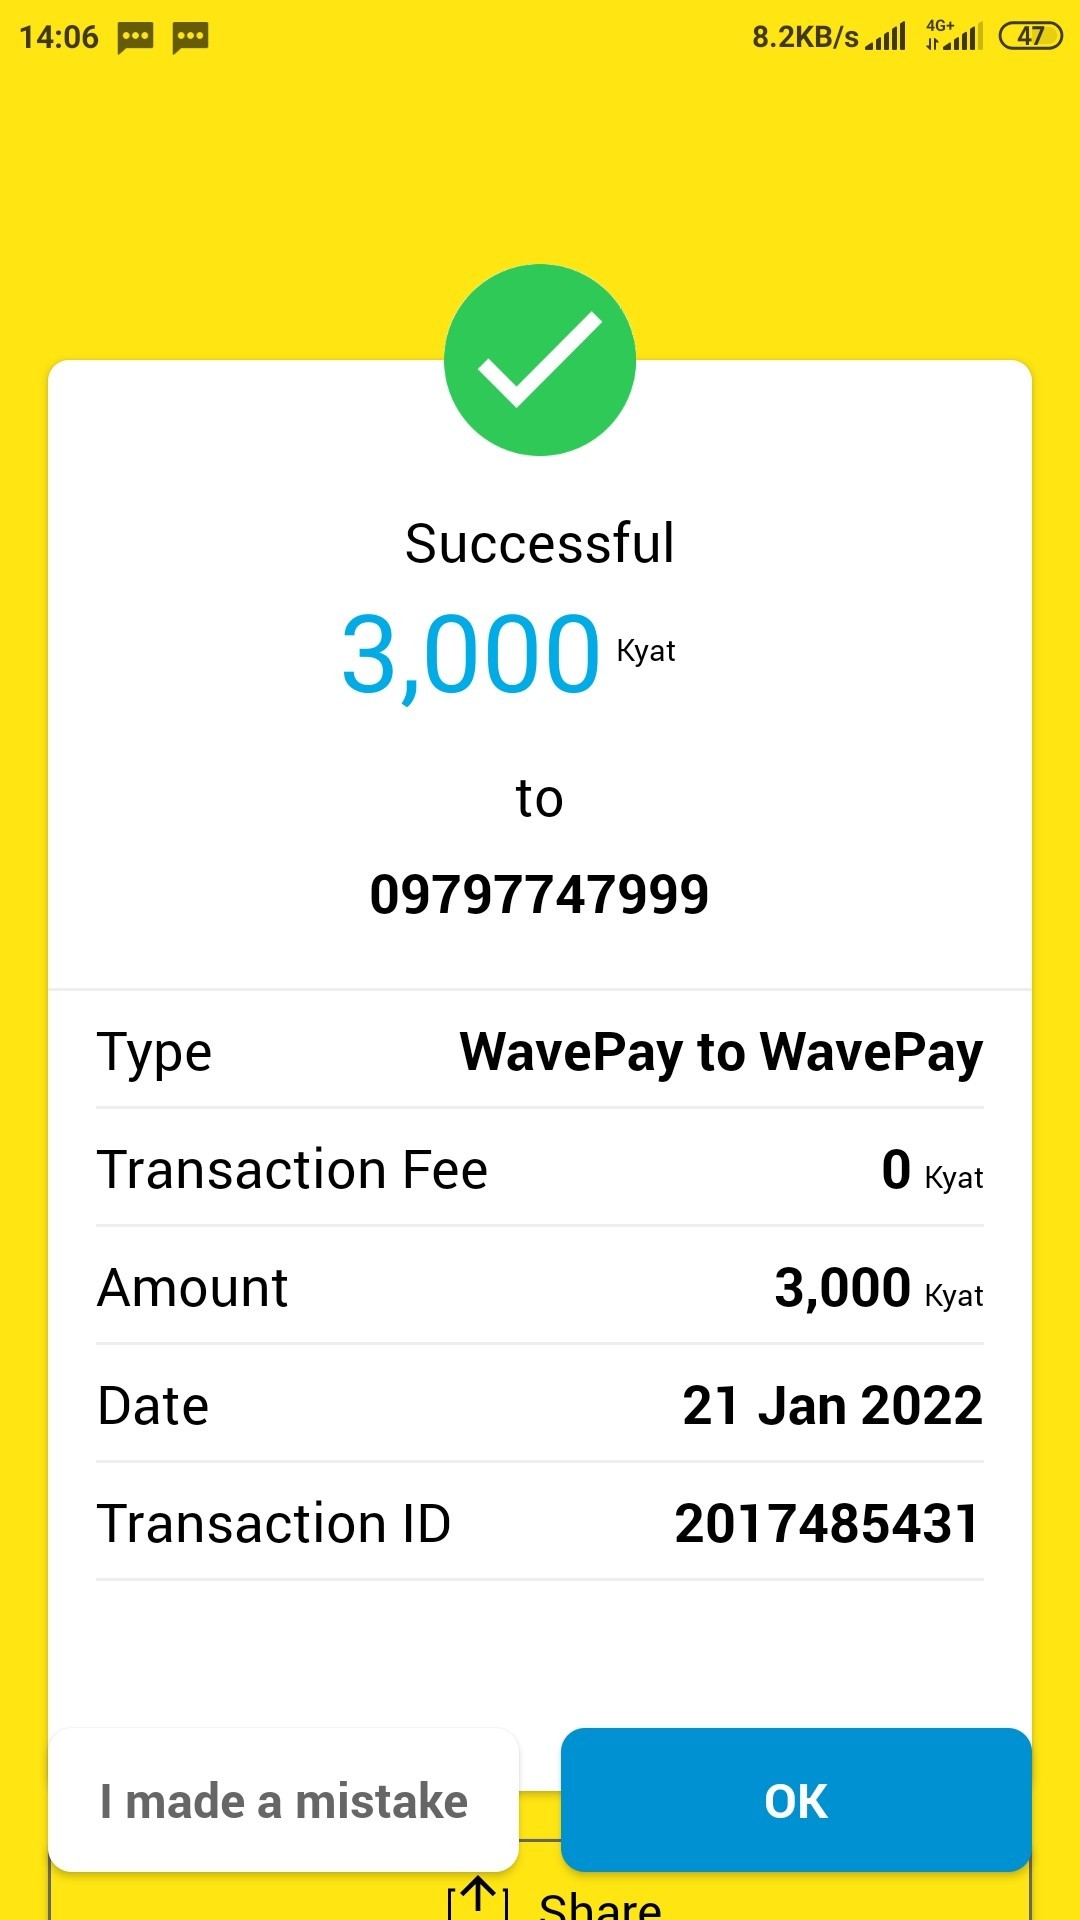 14:06 8.2KB/s 4G+ 47
Successful
3,000 Kyat
to
09797747999
Type WavePay to WavePay
Transaction Fee 0 Kyat
Amount 3,000 Kyat
Date 21 Jan 2022
Transaction ID 2017485431
I made a mistake OK
Share